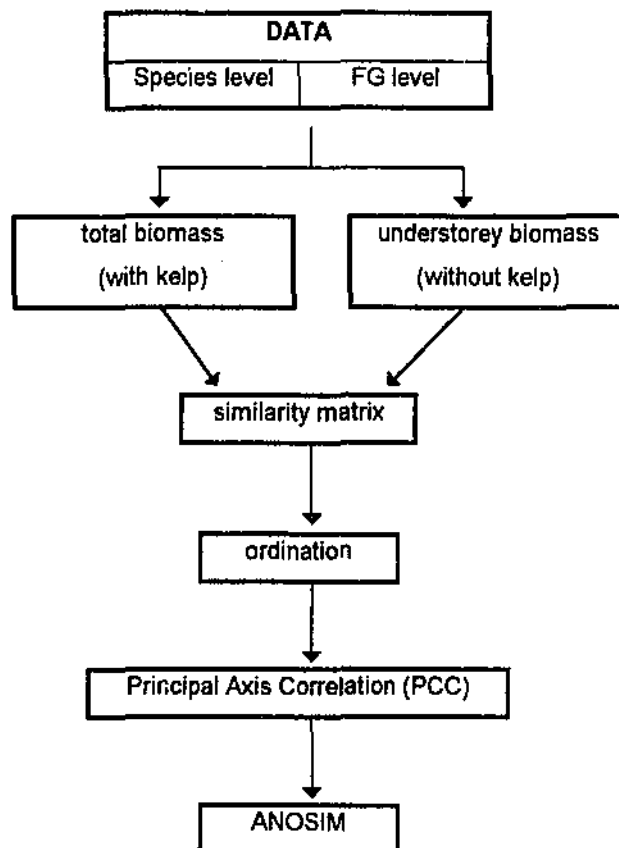 DATA
Species level FG level
total biomass understorey biomass
(with kelp) (without kelp)
similarity matrix
ordination
Principal Axis Correlation (PCC)
ANOSIM